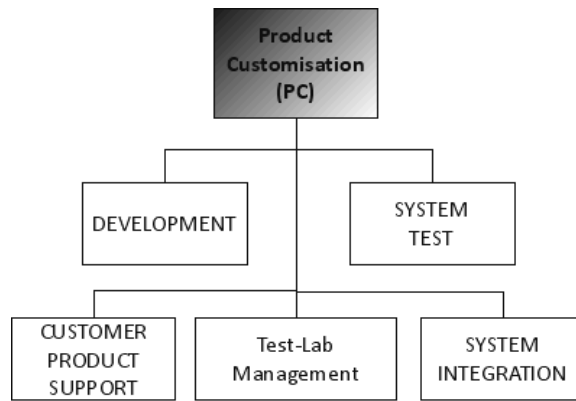 Product
Customisation
(PC)
DEVELOPMENT
SYSTEM
TEST
CUSTOMER
PRODUCT
SUPPORT
Test-Lab
Management
SYSTEM
INTEGRATION